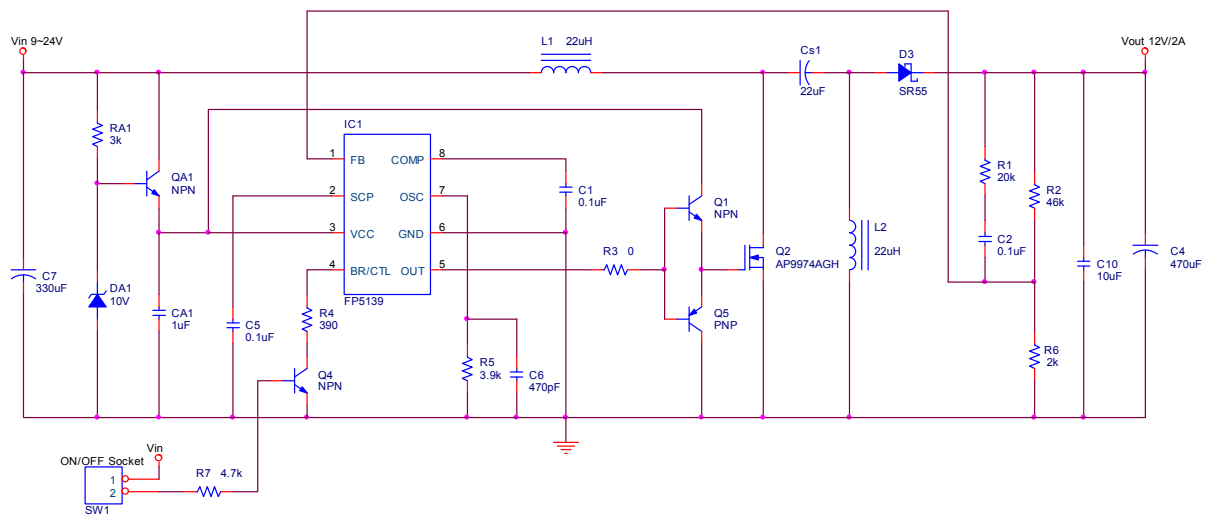 Vin 9~24V
L1 22uH
Cs1
22uF
D3
SR55
Vout 12V/2A
RA1
3k
IC1
1 FB COMP 8
2 SCP OSC 7
3 VCC GND 6
4 BR/CTL OUT 5
FP5139
QA1
NPN
C1
0.1uF
Q1
NPN
R1
20k
R2
46k
L2
22uH
Q2
AP9974AGH
R3 0
C2
0.1uF
C7
330uF
DA1
10V
CA1
1uF
C5
0.1uF
R4
390
Q5
PNP
C10
10uF
C4
470uF
Q4
NPN
R5
3.9k
C6
470pF
R6
2k
Vin
ON/OFF Socket
1
2
SW1
R7 4.7k